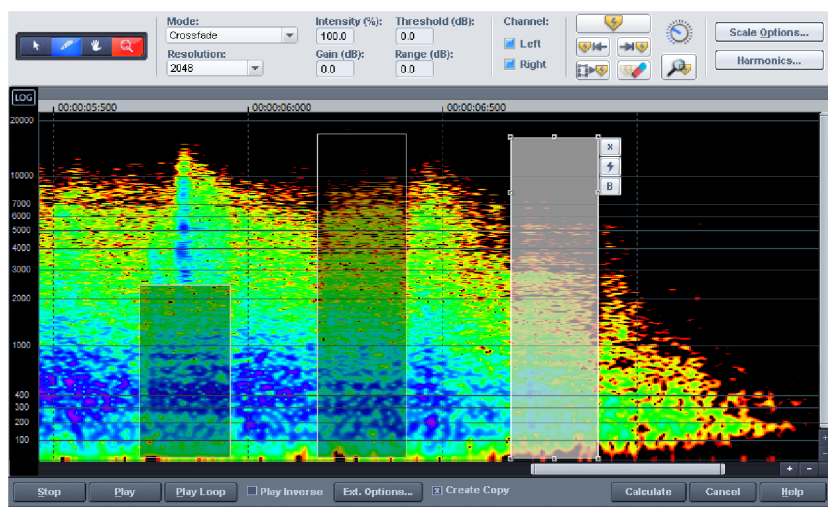 Mode:
Intensity (%):
Threshold (dB):
Channel:
Crossfade
100.0
0.0
Left
Scale Options...
Resolution:
Gain (dB):
Range (dB):
Right
2048
0.0
0.0
Harmonics...
LOG
00:00:05:500
00:00:06:000
00:00:06:500
20000
10000
7000
6000
5000
4000
3000
2000
1000
400
300
200
100
X
B
Stop
Play
Play Loop
Play Inverse
Ext. Options...
Create Copy
Calculate
Cancel
Help